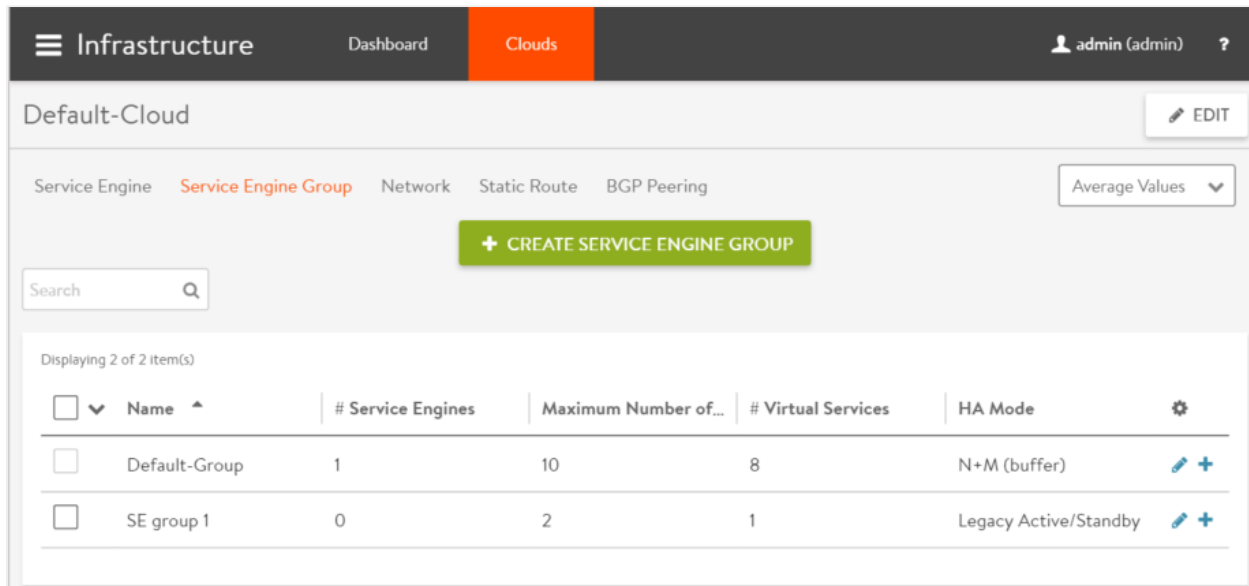 Infrastructure Dashboard Clouds admin (admin) ?
Default-Cloud EDIT
Service Engine Service Engine Group Network Static Route BGP Peering Average Values
+ CREATE SERVICE ENGINE GROUP
Search
Displaying 2 of 2 item(s)
Name # Service Engines Maximum Number of... # Virtual Services HA Mode
Default-Group 1 10 8 N+M (buffer)
SE group 1 0 2 1 Legacy Active/Standby